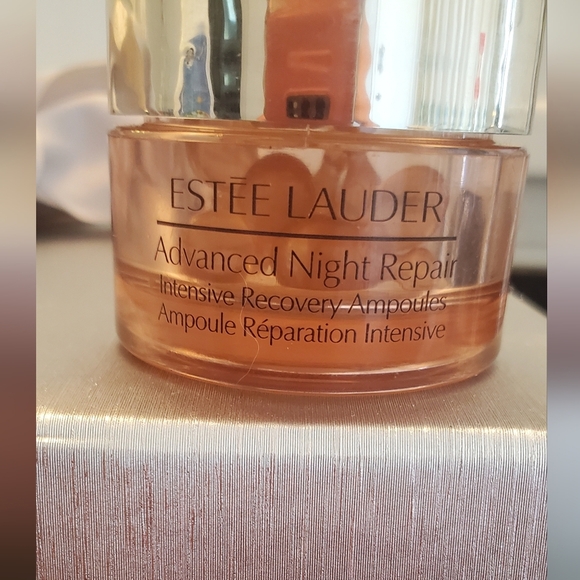 ESTĒE LAUDER
Advanced Night Repair
Intensive Recovery Ampoules
Ampoule Réparation Intensive